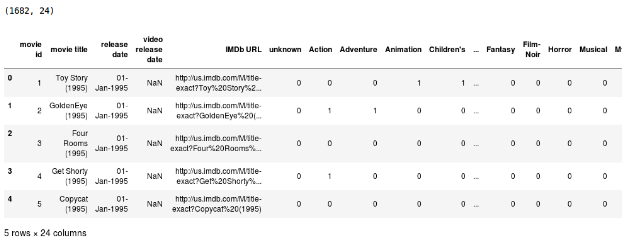 (1682, 24)
movie id movie title release date video release date IMDb URL unknown Action Adventure Animation Children's ... Fantasy Film-Noir Horror Musical
0 1 Toy Story (1995) 01-Jan-1995 NaN http://us.imdb.com/M/title-exact?Toy%20Story%2... 0 0 0 1 1 ... 0 0 0 0
1 2 GoldenEye (1995) 01-Jan-1995 NaN http://us.imdb.com/M/title-exact?GoldenEye%20(... 0 1 1 0 0 ... 0 0 0 0
2 3 Four Rooms (1995) 01-Jan-1995 NaN http://us.imdb.com/M/title-exact?Four%20Rooms%... 0 0 0 0 0 ... 0 0 0 0
3 4 Get Shorty (1995) 01-Jan-1995 NaN http://us.imdb.com/M/title-exact?Get%20Shorty%... 0 1 0 0 0 ... 0 0 0 0
4 5 Copycat (1995) 01-Jan-1995 NaN http://us.imdb.com/M/title-exact?Copycat%20(1995) 0 0 0 0 0 ... 0 0 0 0
5 rows × 24 columns